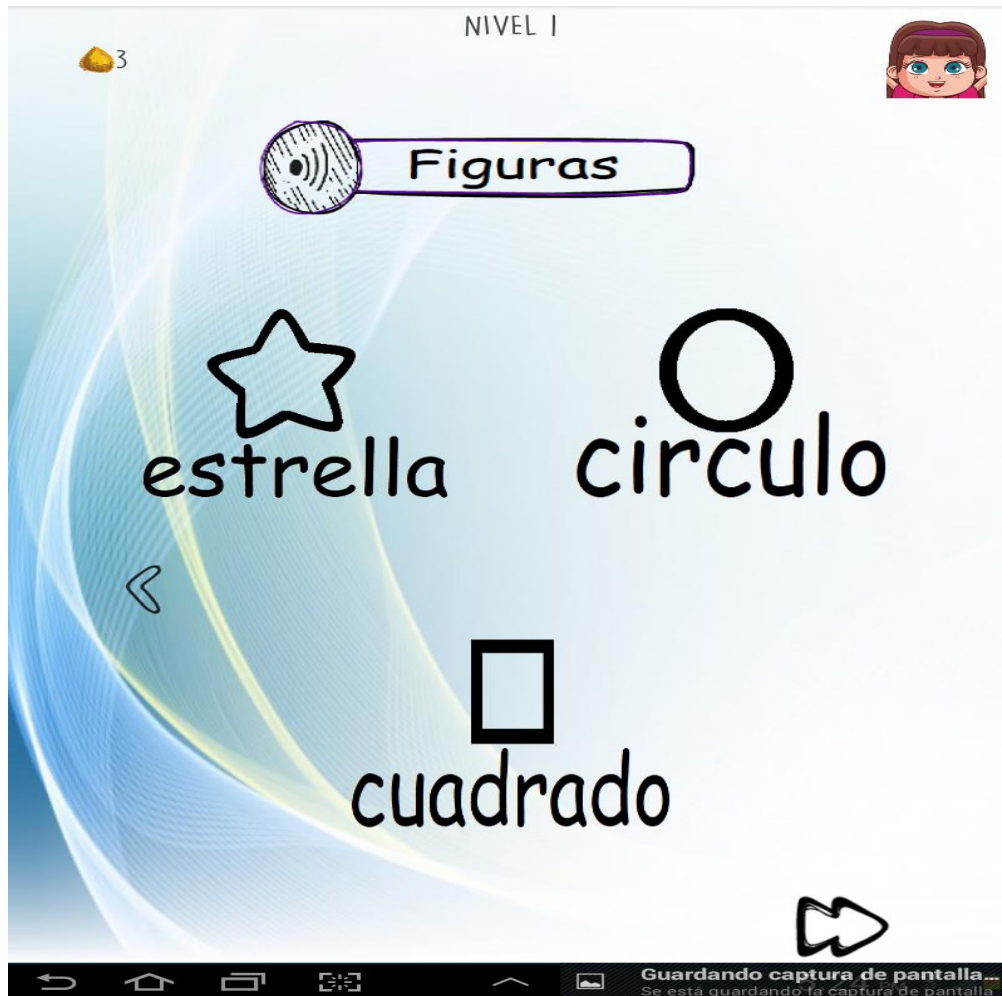 NIVEL 1
3
Figuras
estrella
circulo
cuadrado
Guardando captura de pantalla...
Se está guardando la captura de pantalla